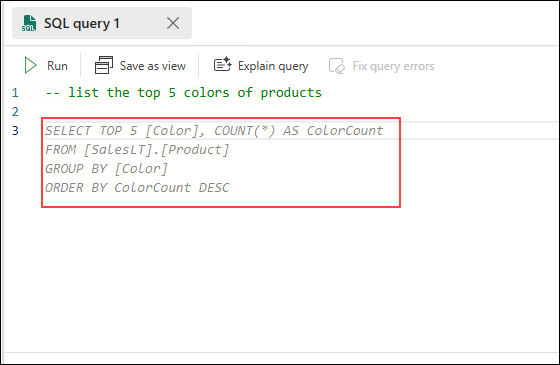 SQL
SQL query 1
Run Save as view Explain query Fix query errors
1 -- list the top 5 colors of products
2
3 SELECT TOP 5 [Color], COUNT(*) AS ColorCount
FROM [SalesLT].[Product]
GROUP BY [Color]
ORDER BY ColorCount DESC